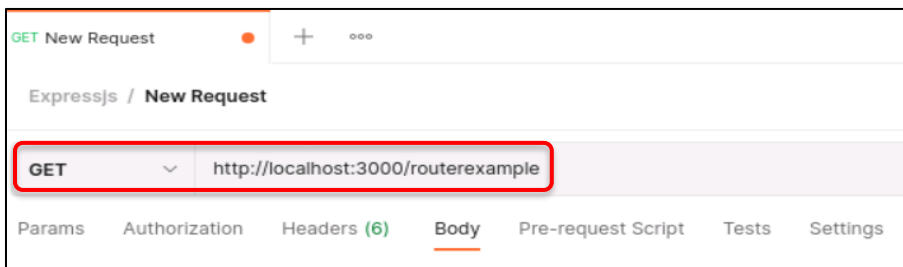 GET New Request
Expressjs / New Request
GET http://localhost:3000/routerexample
Params Authorization Headers (6) Body Pre-request Script Tests Settings